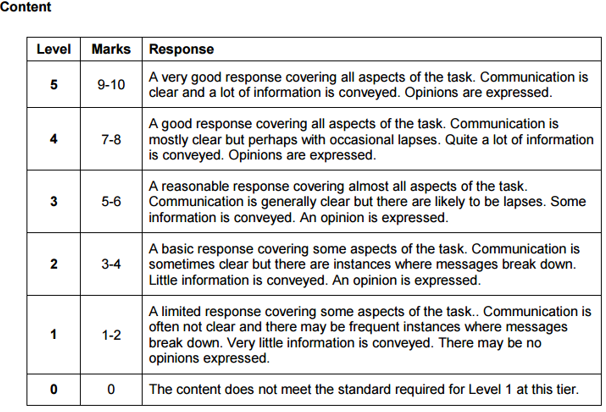 Content
Level Marks Response
5 9-10 A very good response covering all aspects of the task. Communication is
clear and a lot of information is conveyed. Opinions are expressed.
4 7-8 A good response covering all aspects of the task. Communication is
mostly clear but perhaps with occasional lapses. Quite a lot of information
is conveyed. Opinions are expressed.
3 5-6 A reasonable response covering almost all aspects of the task.
Communication is generally clear but there are likely to be lapses. Some
information is conveyed. An opinion is expressed.
2 3-4 A basic response covering some aspects of the task. Communication is
sometimes clear but there are instances where messages break down.
Little information is conveyed. An opinion is expressed.
1 1-2 A limited response covering some aspects of the task.. Communication is
often not clear and there may be frequent instances where messages
break down. Very little information is conveyed. There may be no
opinions expressed.
0 0 The content does not meet the standard required for Level 1 at this tier.